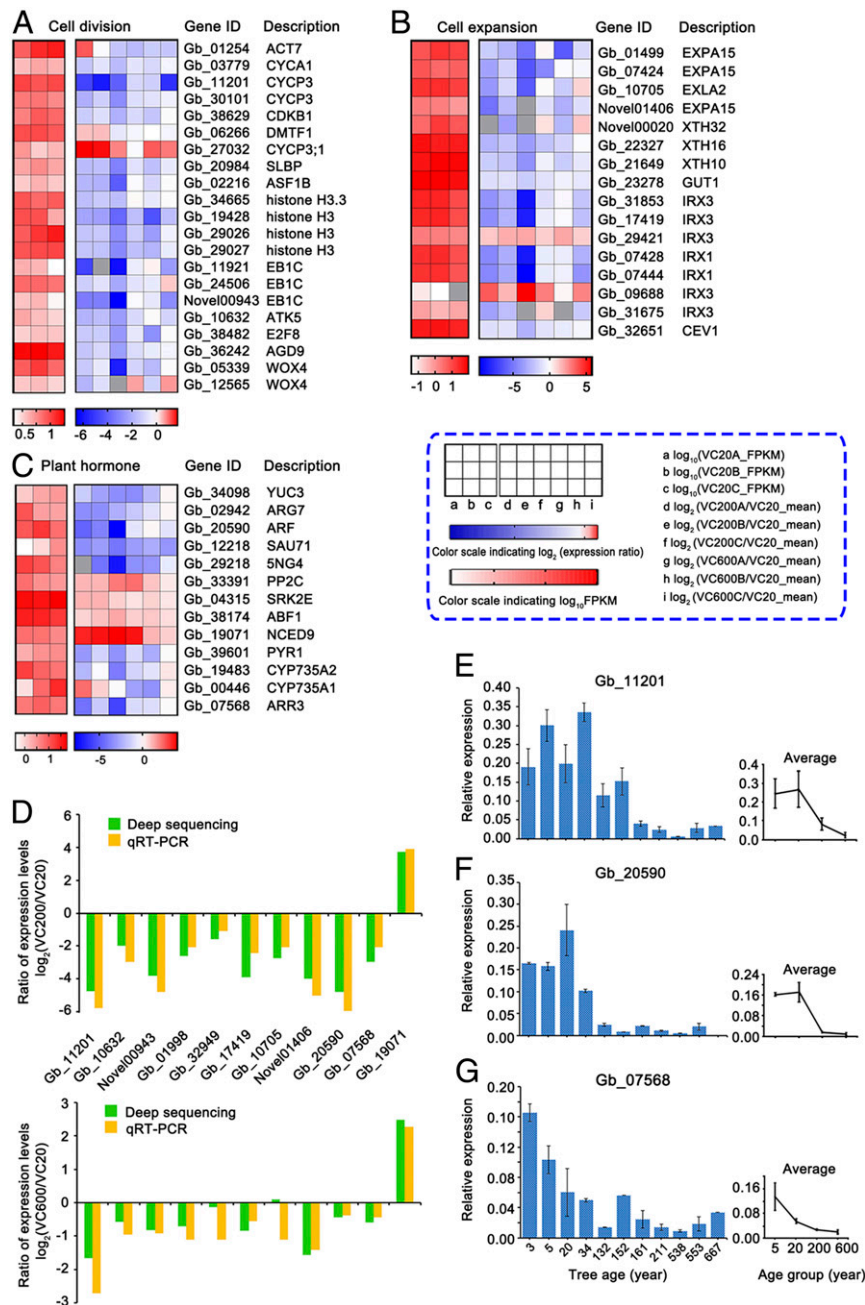 A Cell division Gene ID Description
Gb_01254 ACT7
Gb_03779 CYCA1
Gb_11201 CYCP3
Gb_30101 CYCP3
Gb_38629 CDKB1
Gb_06266 DMTF1
Gb_27032 CYCP3;1
Gb_20984 SLBP
Gb_02216 ASF1B
Gb_34665 histone H3.3
Gb_19428 histone H3
Gb_29026 histone H3
Gb_29027 histone H3
Gb_11921 EB1C
Gb_24506 EB1C
Novel00943 EB1C
Gb_10632 ATK5
Gb_38482 E2F8
Gb_36242 AGD9
Gb_05339 WOX4
Gb_12565 WOX4
0.5 1 -6 -4 -2 0
B Cell expansion Gene ID Description
Gb_01499 EXPA15
Gb_07424 EXPA15
Gb_10705 EXLA2
Novel01406 EXPA15
Novel00020 XTH32
Gb_22327 XTH16
Gb_21649 XTH10
Gb_23278 GUT1
Gb_31853 IRX3
Gb_17419 IRX3
Gb_29421 IRX3
Gb_07428 IRX1
Gb_07444 IRX1
Gb_09688 IRX3
Gb_31675 IRX3
Gb_32651 CEV1
-1 0 1 -5 0 5
C Plant hormone Gene ID Description
Gb_34098 YUC3
Gb_02942 ARG7
Gb_20590 ARF
Gb_12218 SAU71
Gb_29218 5NG4
Gb_33391 PP2C
Gb_04315 SRK2E
Gb_38174 ABF1
Gb_19071 NCED9
Gb_39601 PYR1
Gb_19483 CYP735A2
Gb_00446 CYP735A1
Gb_07568 ARR3
0 1 -5 0
a b c d e f g h i
Color scale indicating log2 (expression ratio)
Color scale indicating log10FPKM
a log10(VC20A_FPKM)
b log10(VC20B_FPKM)
c log10(VC20C_FPKM)
d log2 (VC200A/VC20_mean)
e log2 (VC200B/VC20_mean)
f log2 (VC200C/VC20_mean)
g log2 (VC600A/VC20_mean)
h log2 (VC600B/VC20_mean)
i log2 (VC600C/VC20_mean)
D
Ratio of expression levels
log2(VC200/VC20)
6
4
2
0
-2
-4
-6
Deep sequencing
qRT-PCR
Gb_11201
Gb_10632
Novel00943
Gb_01998
Gb_32949
Gb_17419
Gb_10705
Novel01406
Gb_20590
Gb_07568
Gb_19071
Ratio of expression levels
log2(VC600/VC20)
3
2
1
0
-1
-2
-3
Deep sequencing
qRT-PCR
E Gb_11201
Relative expression
0.40
0.35
0.30
0.25
0.20
0.15
0.10
0.05
0.00
Average
0.4
0.3
0.2
0.1
0.0
F Gb_20590
Relative expression
0.35
0.30
0.25
0.20
0.15
0.10
0.05
0.00
Average
0.24
0.16
0.08
0.00
G Gb_07568
Relative expression
0.20
0.20
0.15
0.10
0.05
0.00
3 5 20 34 132 152 161 211 538 553 667
Tree age (year)
Average
0.16
0.12
0.08
0.04
0.00
5 20 200 600
Age group (year)